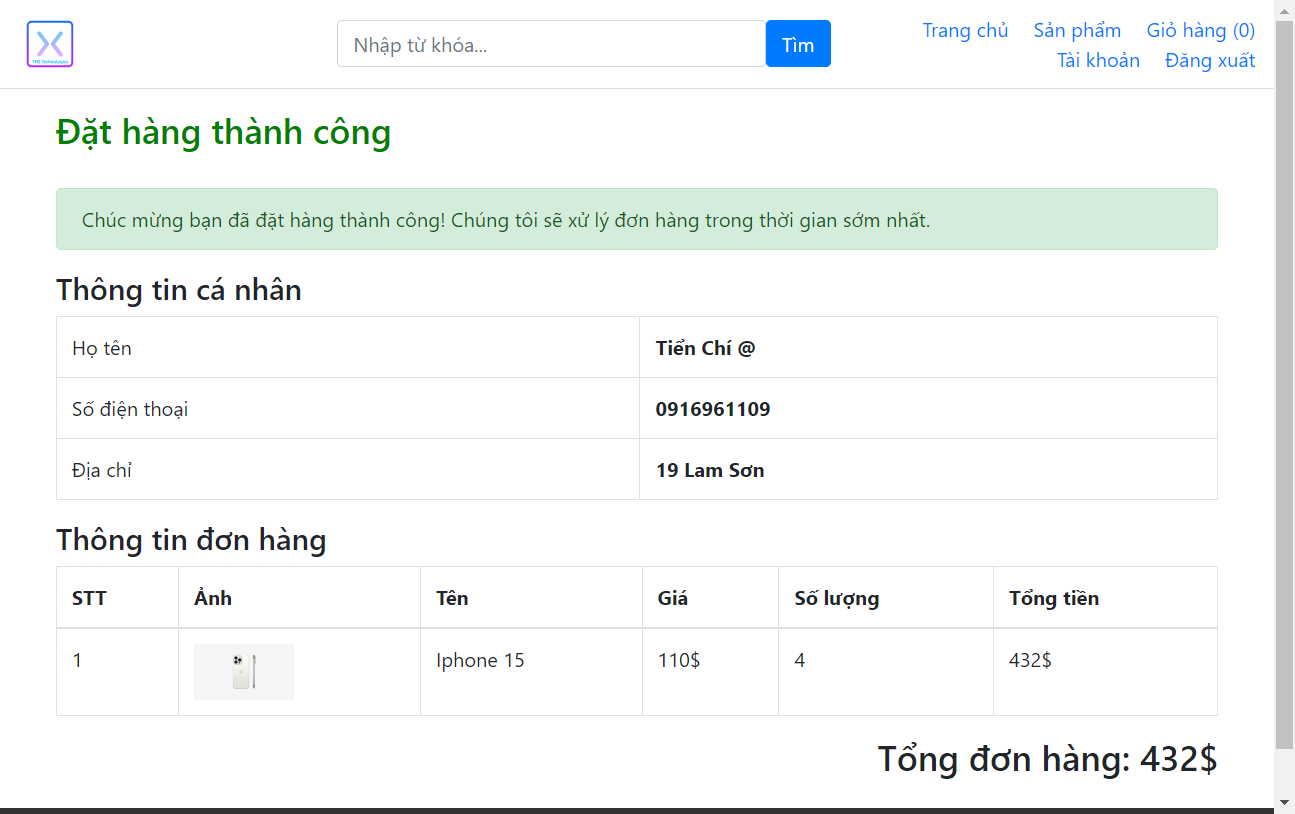 TNS Technologies
Nhập từ khóa...
Tìm
Trang chủ Sản phẩm Giỏ hàng (0)
Tài khoản Đăng xuất
Đặt hàng thành công
Chúc mừng bạn đã đặt hàng thành công! Chúng tôi sẽ xử lý đơn hàng trong thời gian sớm nhất.
Thông tin cá nhân
Họ tên Tiển Chí @
Số điện thoại 0916961109
Địa chỉ 19 Lam Sơn
Thông tin đơn hàng
STT Ảnh Tên Giá Số lượng Tổng tiền
1 Iphone 15 110$ 4 432$
Tổng đơn hàng: 432$